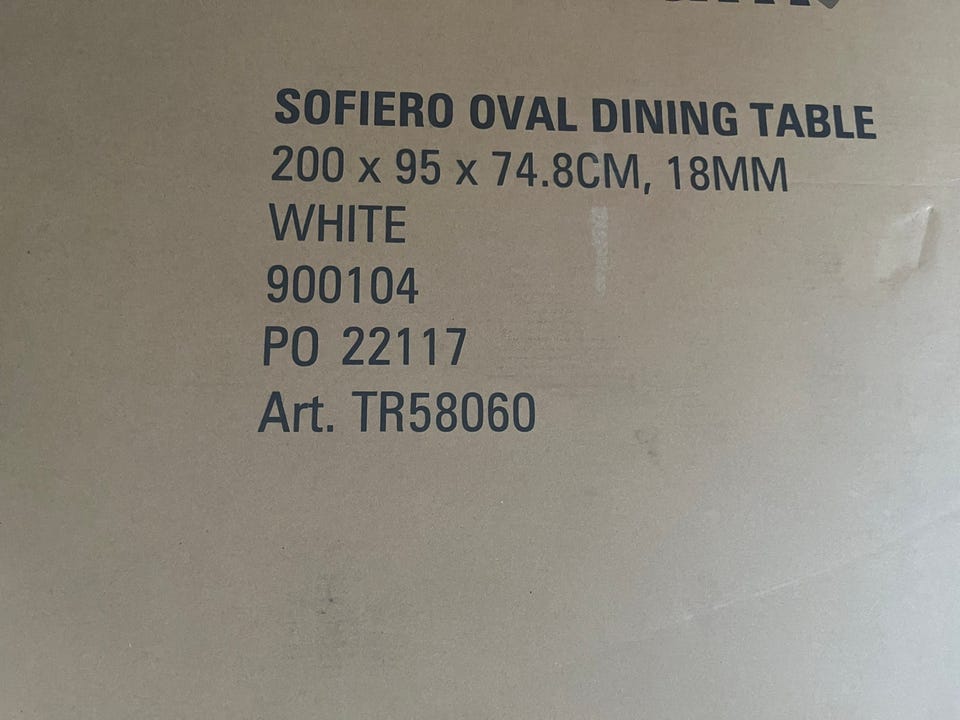 SOFIERO OVAL DINING TABLE
200 x 95 x 74.8CM, 18MM
WHITE
900104
PO 22117
Art. TR58060